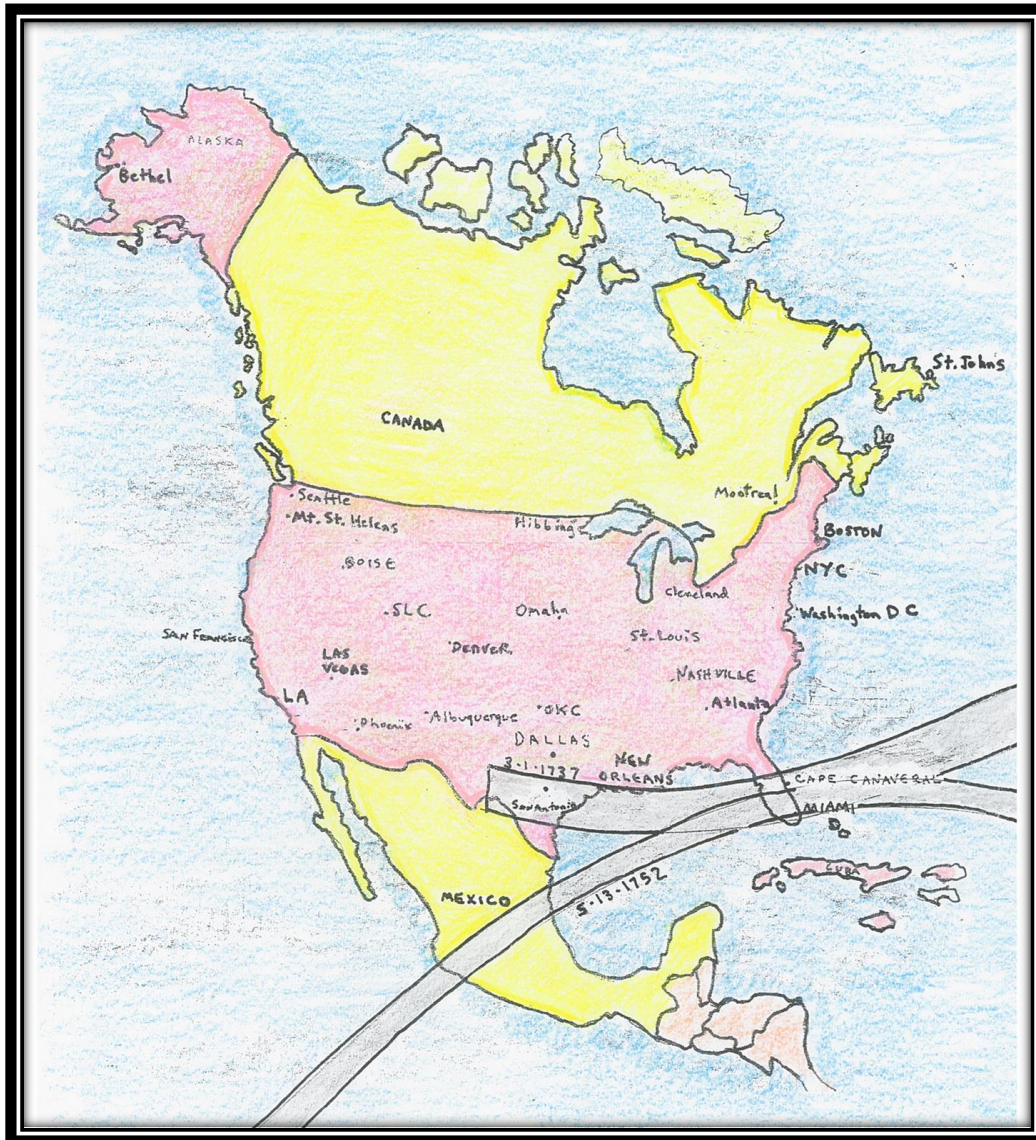 ALASKA
Bethel
St. Johns
CANADA
Montreal
Seattle
Mt. St. Helens
Hibbing
BOSTON
BOISE
NYC
Cleveland
SLC
Omaha
Washington D C
SAN FRANCISCO
St. Louis
DENVER
LAS
VEGAS
NASHVILLE
LA
Atlanta
Phoenix
Albuquerque
OKC
DALLAS
3-1-1737
NEW
ORLEANS
CAPE CANAVERAL
San Antonio
MIAMI
CUBA
5-13-1752
MEXICO